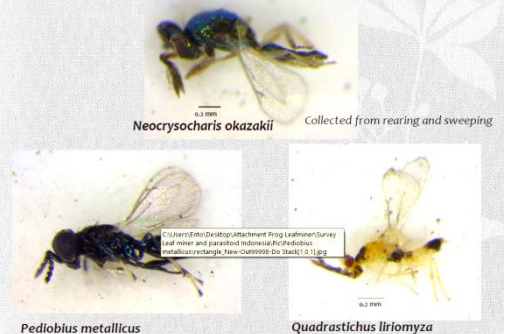 0.2 mm
Neocrysocharis okazakii
Collected from rearing and sweeping
C:\Users\Ento\Desktop\Attachment Prog Leafminer\Survey
Leaf miner and parasitoid Indonesia\Pic\Pediobius
metallicus\rectangle_New-Out99998-Do Stack[1,0,1].jpg
0.2 mm
Pediobius metallicus
Quadrastichus liriomyza